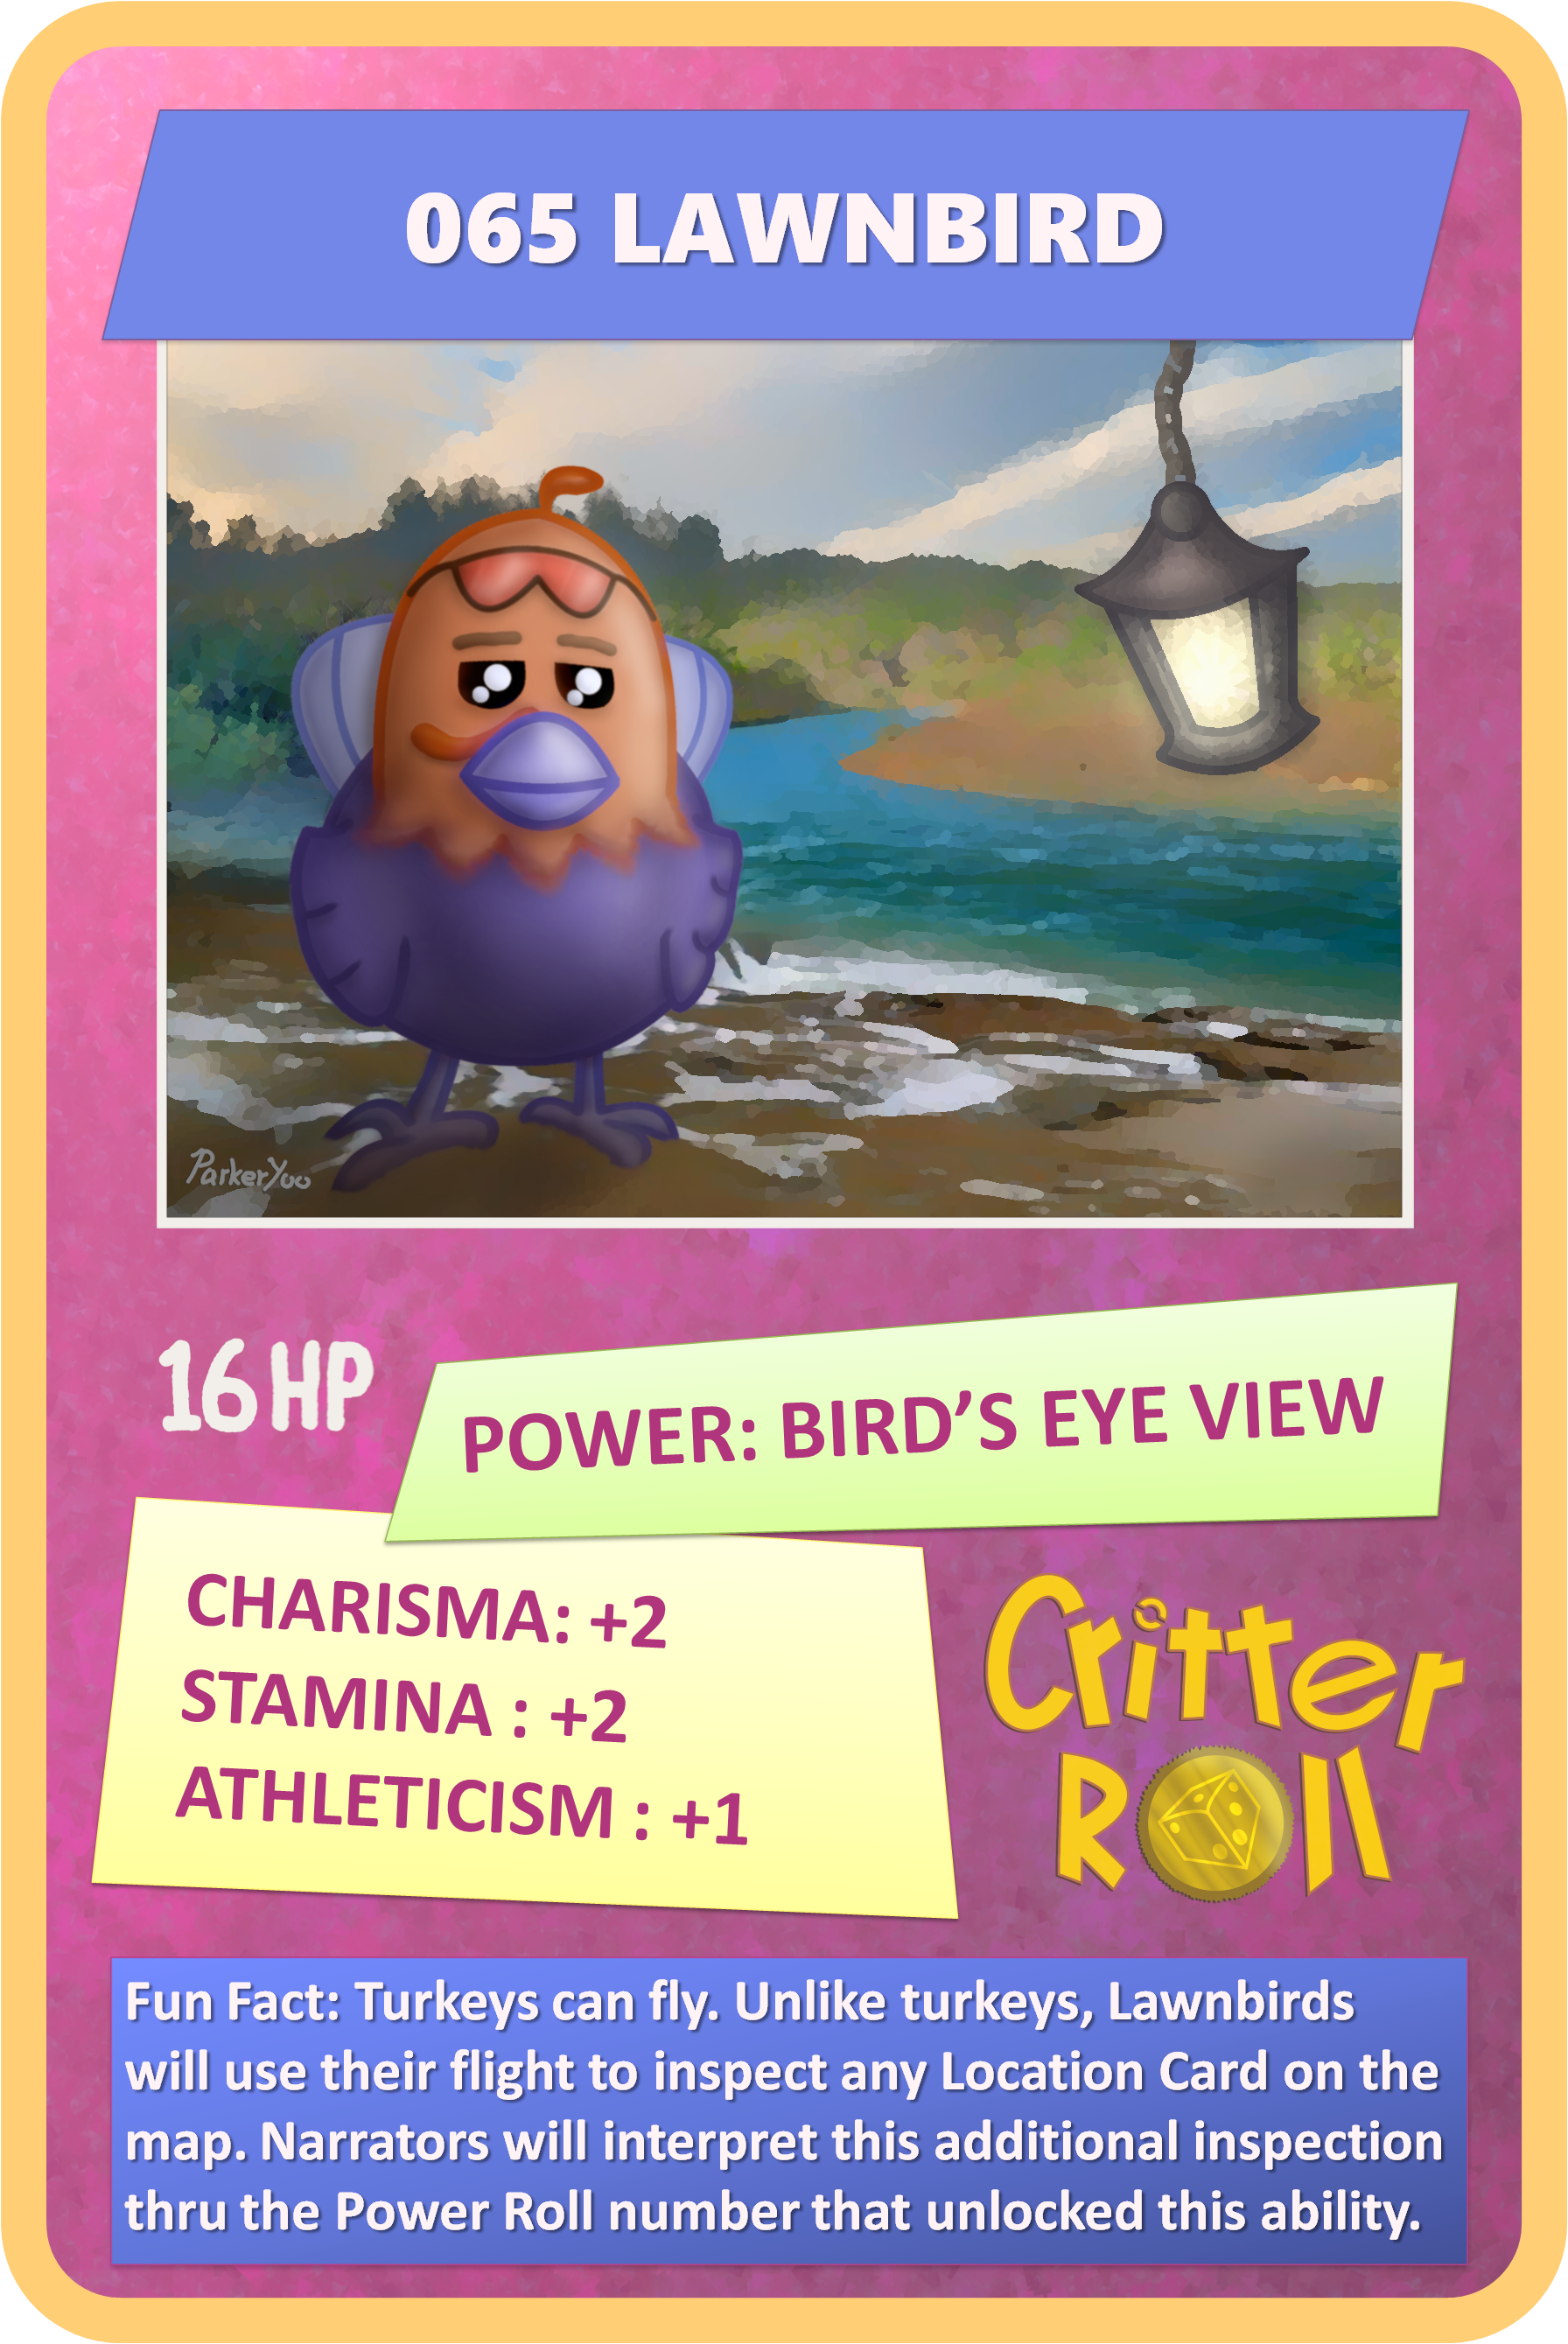 065 LAWNBIRD
ParkerYoo
16 HP
POWER: BIRD’S EYE VIEW
CHARISMA: +2
STAMINA : +2
ATHLETICISM : +1
Critter
Roll
Fun Fact: Turkeys can fly. Unlike turkeys, Lawnbirds
will use their flight to inspect any Location Card on the
map. Narrators will interpret this additional inspection
thru the Power Roll number that unlocked this ability.